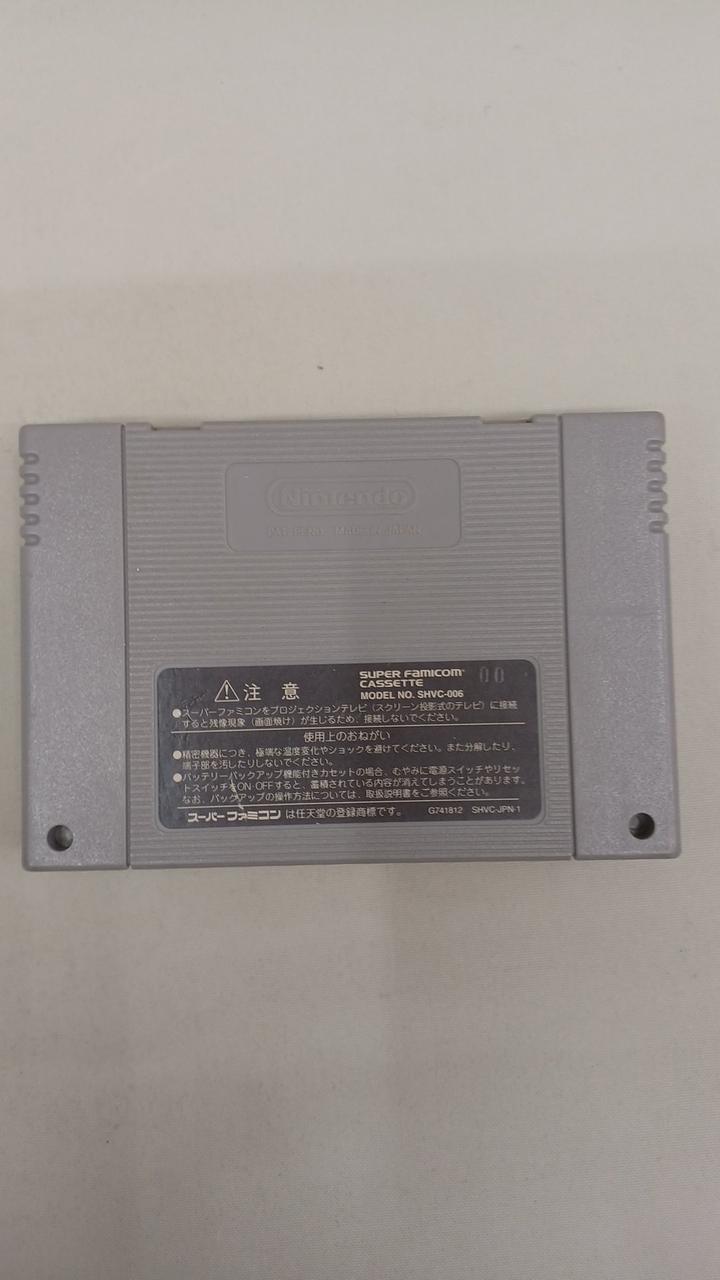 Nintendo
PAT. PEND. MADE IN JAPAN
⚠注 意
SUPER FAMICOM
CASSETTE
MODEL NO. SHVC-006
00
●スーパーファミコンをプロジェクションテレビ（スクリーン投影式のテレビ）に接続
すると残像現象（画面焼け）が生じるため、接続しないでください。
使用上のおねがい
●精密機器につき、極端な温度変化やショックを避けてください。また分解したり、
端子部を汚したりしないでください。
●バッテリーバックアップ機能付きカセットの場合、むやみに電源スイッチやリセッ
トスイッチをON・OFFすると、蓄積されている内容が消えてしまうことがあります。
なお、バックアップの操作方法については、取扱説明書をご参照ください。
スーパーファミコン は任天堂の登録商標です。
G741812 SHVC-JPN-1